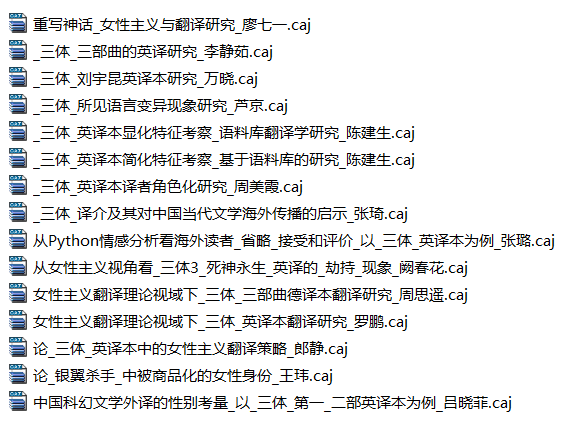 重写神话_女性主义与翻译研究_廖七一.caj
_三体_三部曲的英译研究_李静茹.caj
_三体_刘宇昆英译本研究_万晓.caj
_三体_所见语言变异现象研究_芦京.caj
_三体_英译本显化特征考察_语料库翻译学研究_陈建生.caj
_三体_英译本简化特征考察_基于语料库的研究_陈建生.caj
_三体_英译本译者角色化研究_周美霞.caj
_三体_译介及其对中国当代文学海外传播的启示_张琦.caj
从Python情感分析看海外读者_省略_接受和评价_以_三体_英译本为例_张璐.caj
从女性主义视角看_三体3_死神永生_英译的_劫持_现象_阙春花.caj
女性主义翻译理论视域下_三体_三部曲德译本翻译研究_周思遥.caj
女性主义翻译理论视域下_三体_英译本翻译研究_罗鹏.caj
论_三体_英译本中的女性主义翻译策略_郎静.caj
论_银翼杀手_中被商品化的女性身份_王玮.caj
中国科幻文学外译的性别考量_以_三体_第一_二部英译本为例_吕晓菲.caj